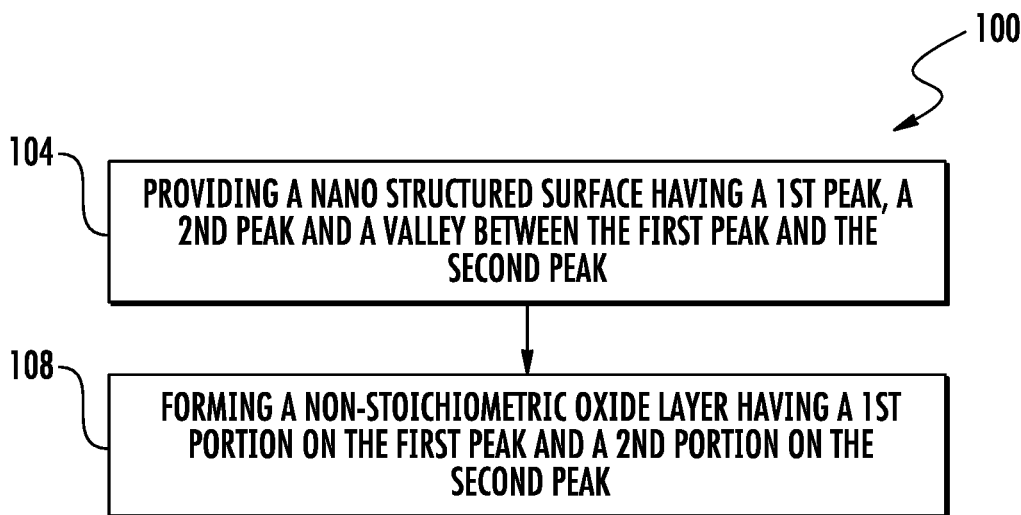 100
104
PROVIDING A NANO STRUCTURED SURFACE HAVING A 1ST PEAK, A
2ND PEAK AND A VALLEY BETWEEN THE FIRST PEAK AND THE
SECOND PEAK
108
FORMING A NON-STOICHIOMETRIC OXIDE LAYER HAVING A 1ST
PORTION ON THE FIRST PEAK AND A 2ND PORTION ON THE
SECOND PEAK